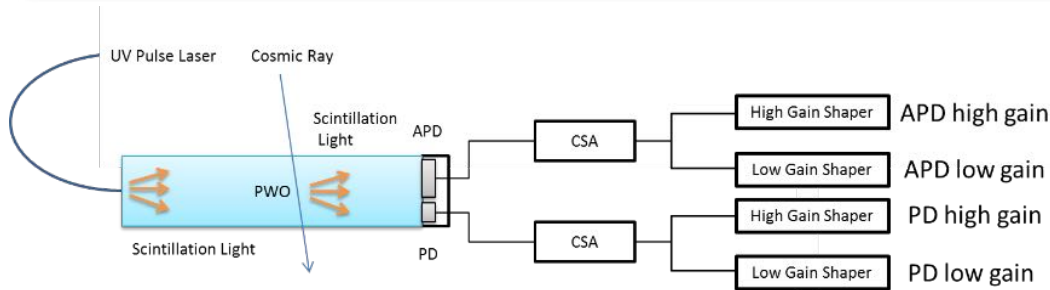 UV Pulse Laser
Cosmic Ray
Scintillation
Light
APD
PWO
Scintillation Light
PD
CSA
CSA
High Gain Shaper
APD high gain
Low Gain Shaper
APD low gain
High Gain Shaper
PD high gain
Low Gain Shaper
PD low gain